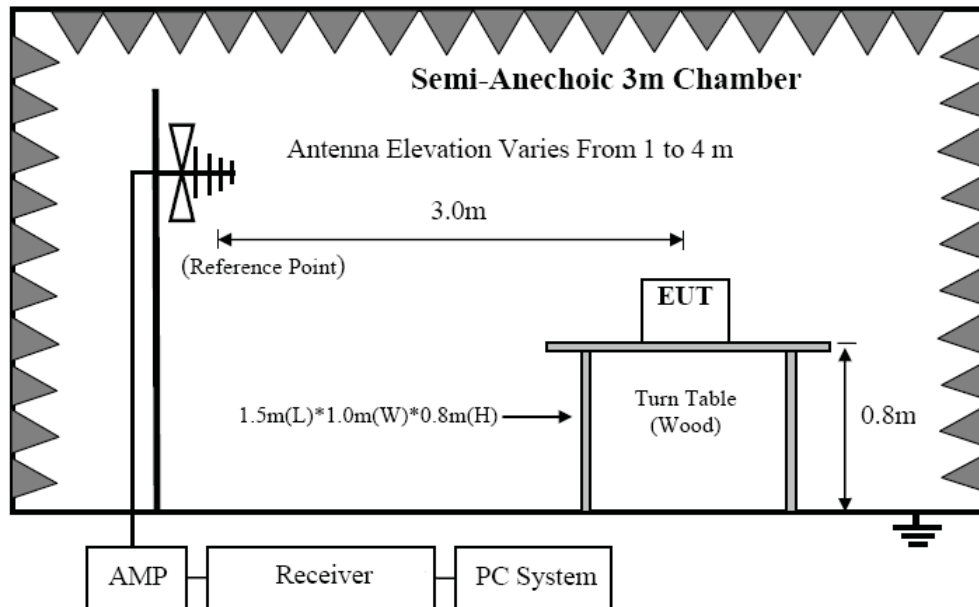 Semi-Anechoic 3m Chamber
Antenna Elevation Varies From 1 to 4 m
3.0m
(Reference Point)
EUT
1.5m(L)*1.0m(W)*0.8m(H)
Turn Table
(Wood)
0.8m
AMP
Receiver
PC System